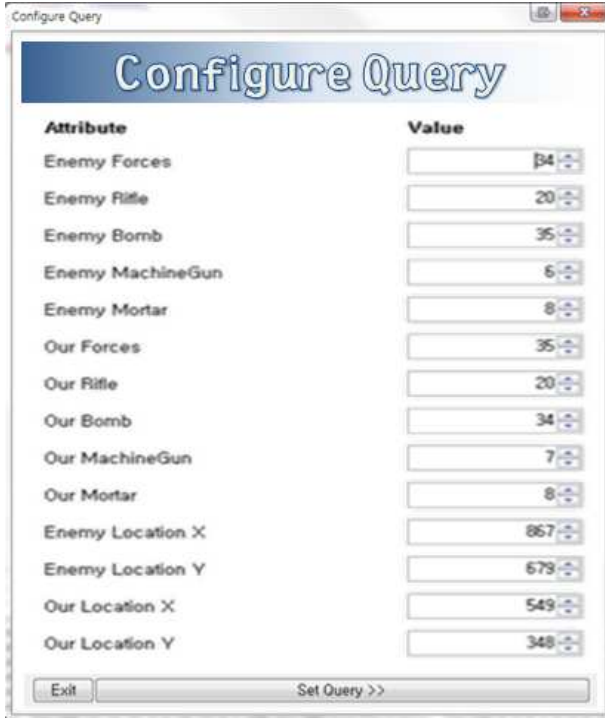 Configure Query
Configure Query
Attribute Value
Enemy Forces 34
Enemy Rifle 20
Enemy Bomb 35
Enemy MachineGun 6
Enemy Mortar 8
Our Forces 35
Our Rifle 20
Our Bomb 34
Our MachineGun 7
Our Mortar 8
Enemy Location X 867
Enemy Location Y 679
Our Location X 549
Our Location Y 348
Exit Set Query >>